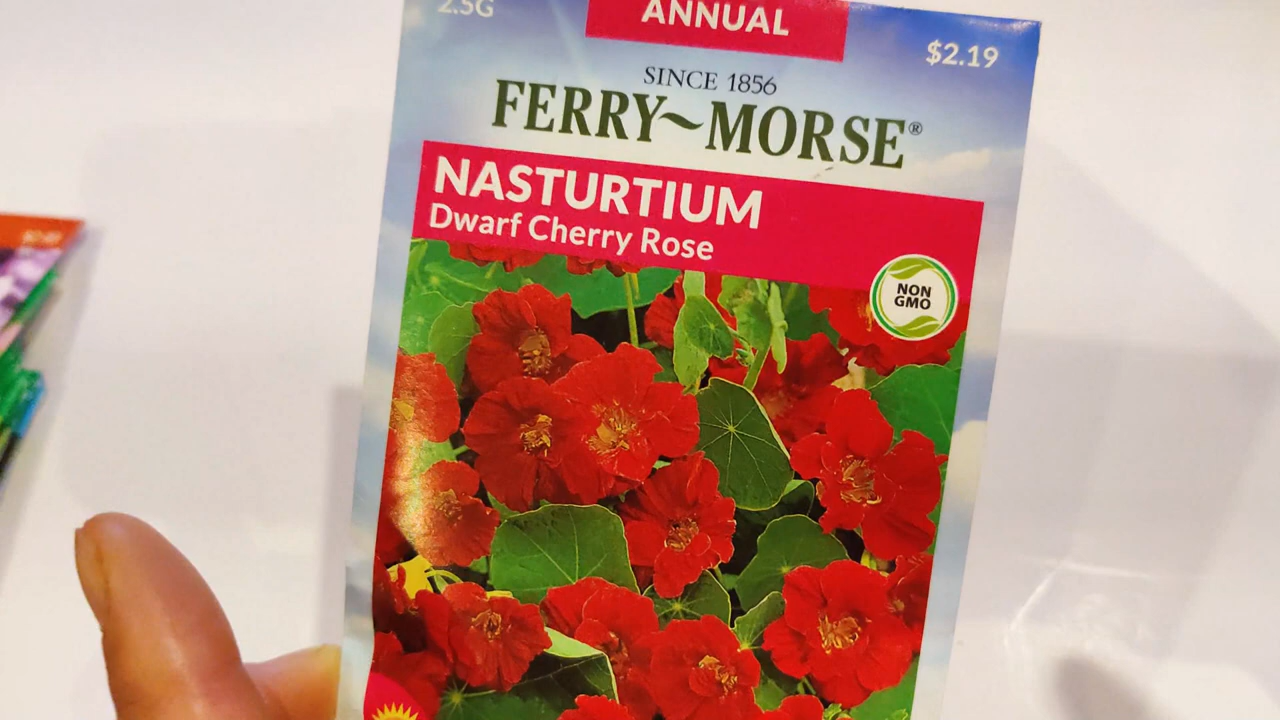 2.5G
ANNUAL
$2.19
SINCE 1856
FERRY~MORSE®
NASTURTIUM
Dwarf Cherry Rose
NON
GMO